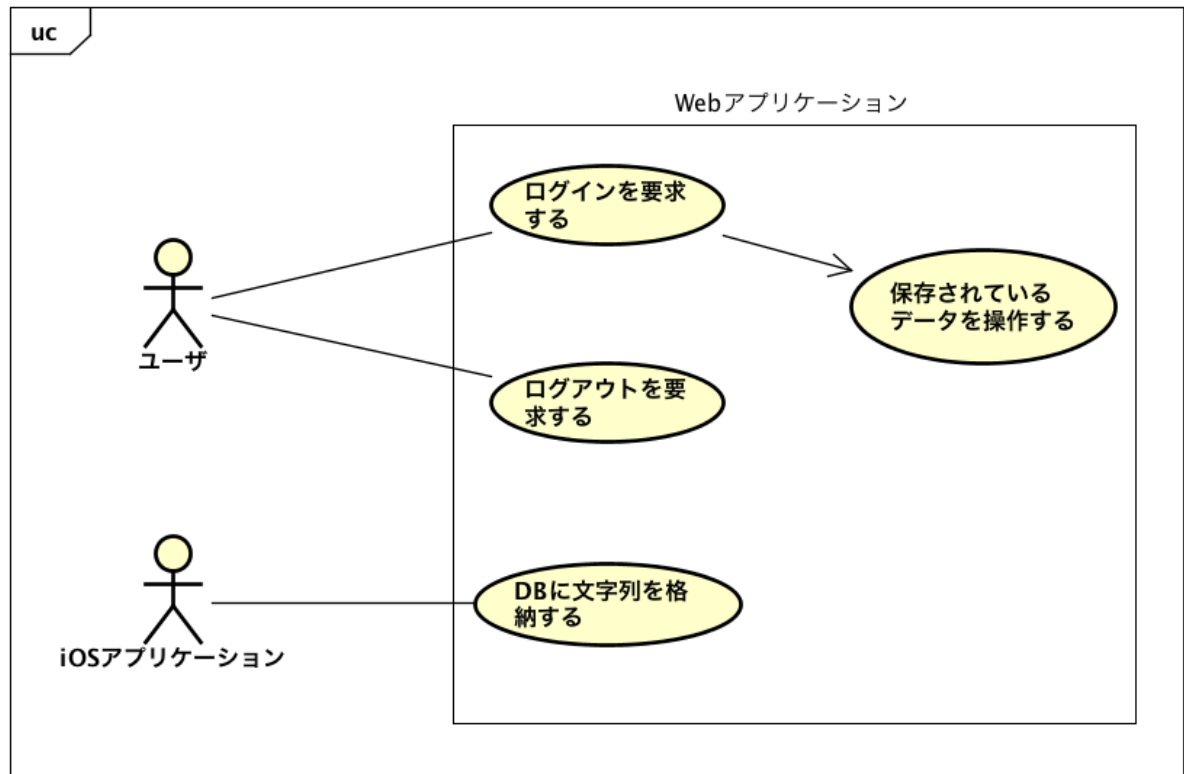 uc
Webアプリケーション
ログインを要求
する
保存されている
データを操作する
ユーザ
ログアウトを要
求する
DBに文字列を格
納する
iOSアプリケーション